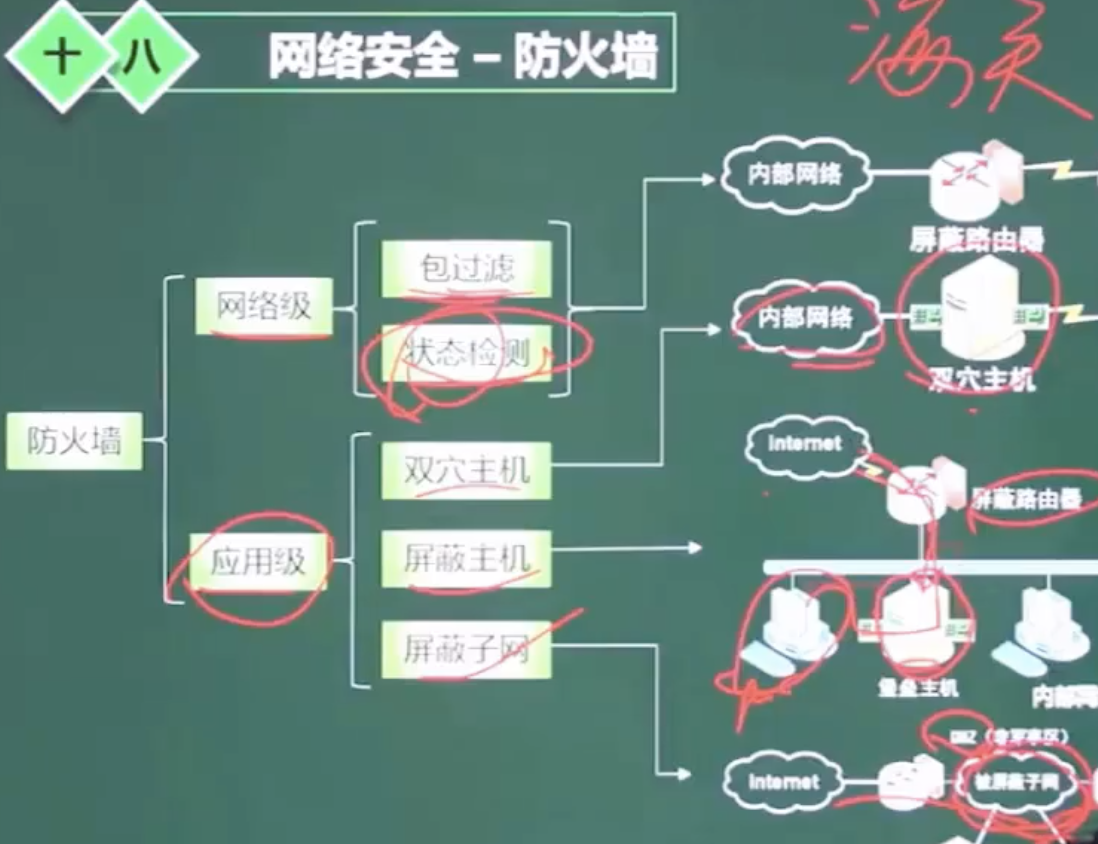 十八
网络安全 – 防火墙
海关
内部网络
屏蔽路由器
包过滤
网络级
状态检测
内部网络
双穴主机
防火墙
双穴主机
Internet
屏蔽路由器
应用级
屏蔽主机
屏蔽子网
堡垒主机
内部网
DMZ（非军事区）
Internet
被屏蔽子网